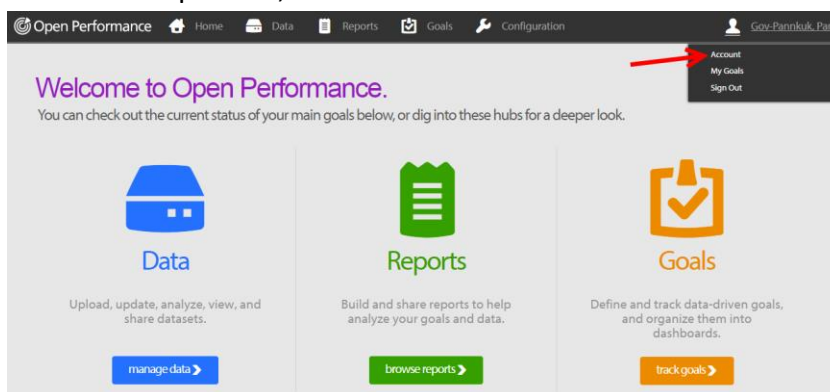 Open Performance Home Data Reports Goals Configuration Gov-Pannkuk, Pa
Account
My Goals
Sign Out
Welcome to Open Performance.
You can check out the current status of your main goals below, or dig into these hubs for a deeper look.
Data
Upload, update, analyze, view, and
share datasets.
manage data
Reports
Build and share reports to help
analyze your goals and data.
browse reports
Goals
Define and track data-driven goals,
and organize them into
dashboards.
track goals